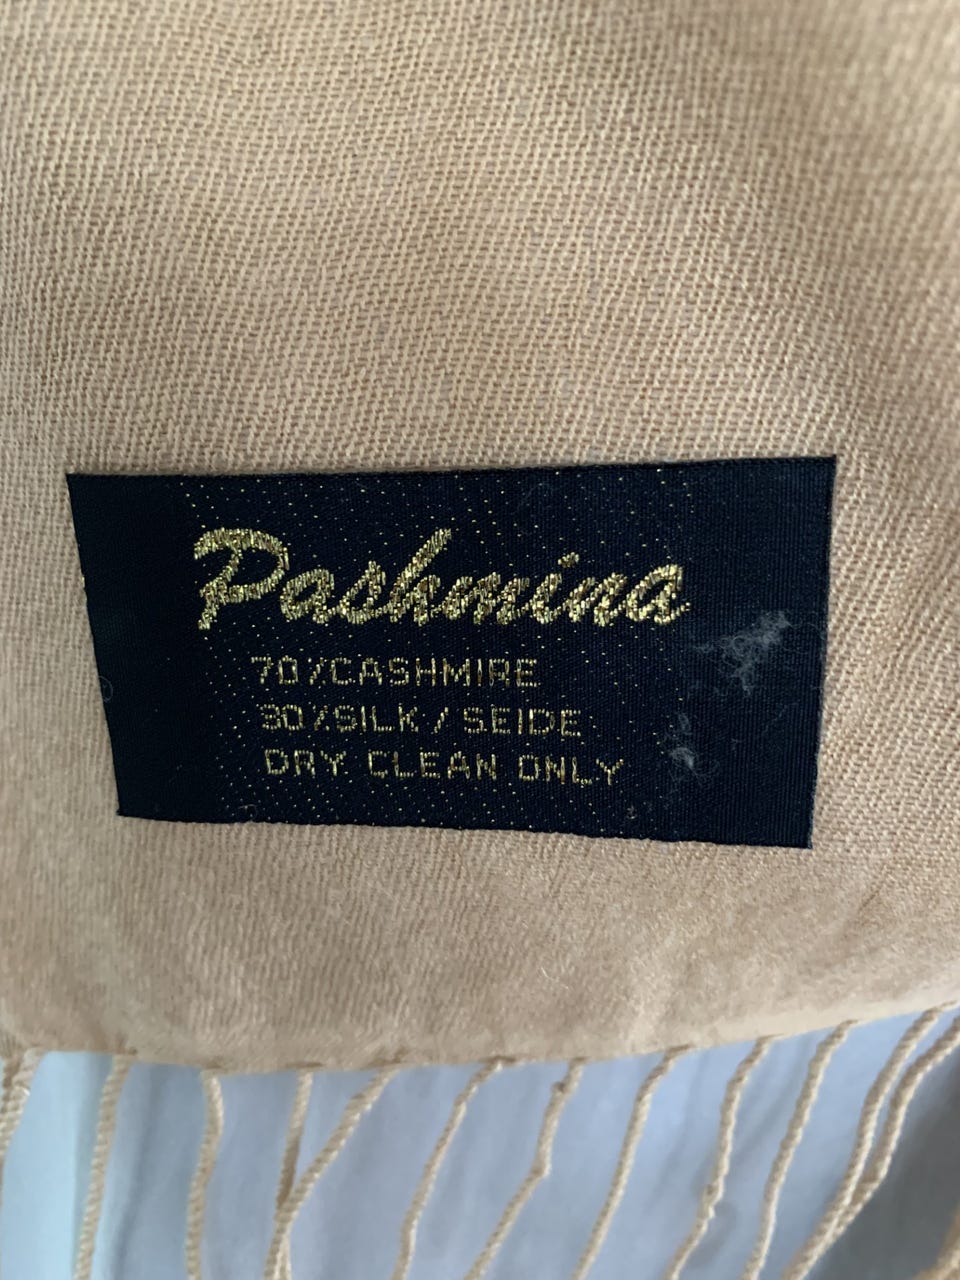 Pashmina
70%CASHMIRE
30%SILK / SEIDE
DRY CLEAN ONLY